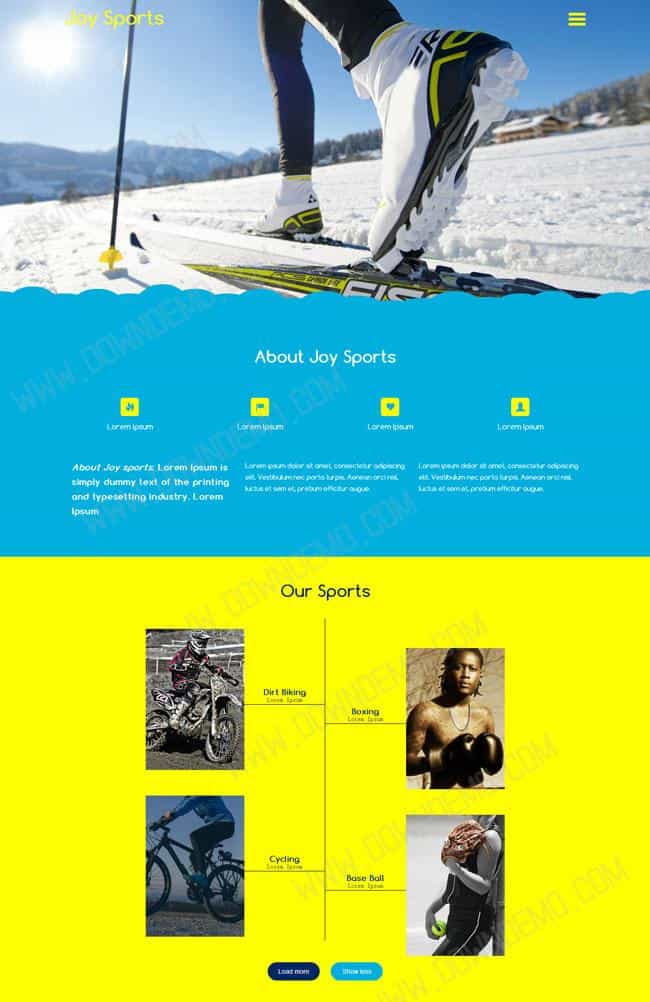 Joy Sports
FISC
About Joy Sports
Lorem Ipsum
Lorem Ipsum
Lorem Ipsum
Lorem Ipsum
About Joy sports, Lorem Ipsum is
simply dummy text of the printing
and typesetting industry. Lorem
Ipsum
Lorem ipsum dolor sit amet, consectetur adipiscing
elit. Vestibulum nec porta turpis. Aenean orci nisl,
luctus et sem et, pretium efficitur augue.
Lorem ipsum dolor sit amet, consectetur adipiscing
elit. Vestibulum nec porta turpis. Aenean orci nisl,
luctus et sem et, pretium efficitur augue.
Our Sports
Dirt Biking
Lorem Ipsum
Boxing
Lorem Ipsum
Cycling
Lorem Ipsum
Base Ball
Lorem Ipsum
Load more
Show less
WWW.DOWNDEMO.COM